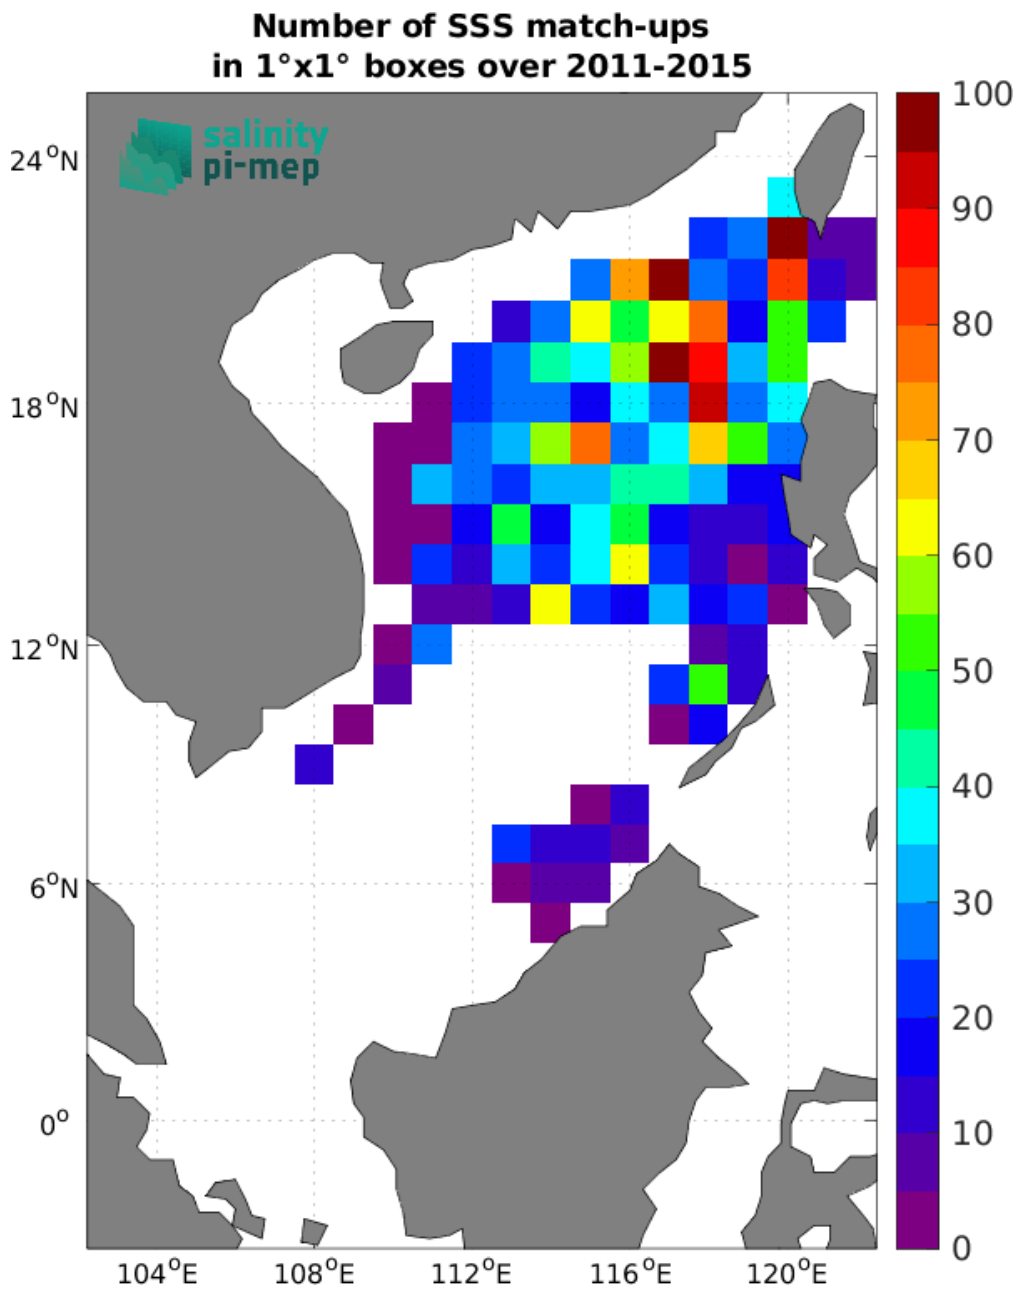 Number of SSS match-ups
in 1°x1° boxes over 2011-2015
salinity
pi-mep
24°N
18°N
12°N
6°N
0°
104°E
108°E
112°E
116°E
120°E
100
90
80
70
60
50
40
30
20
10
0